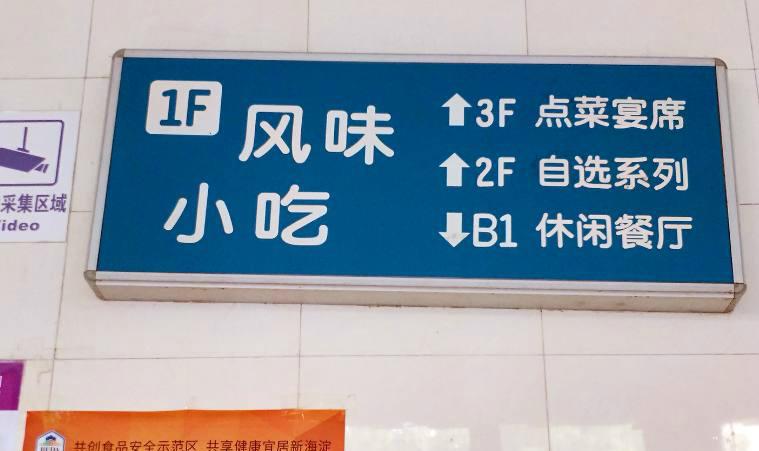 1F 风味
小吃
↑3F 点菜宴席
↑2F 自选系列
↓B1 休闲餐厅
采集区域
Video
共创食品安全示范区 共享健康宜居新海淀